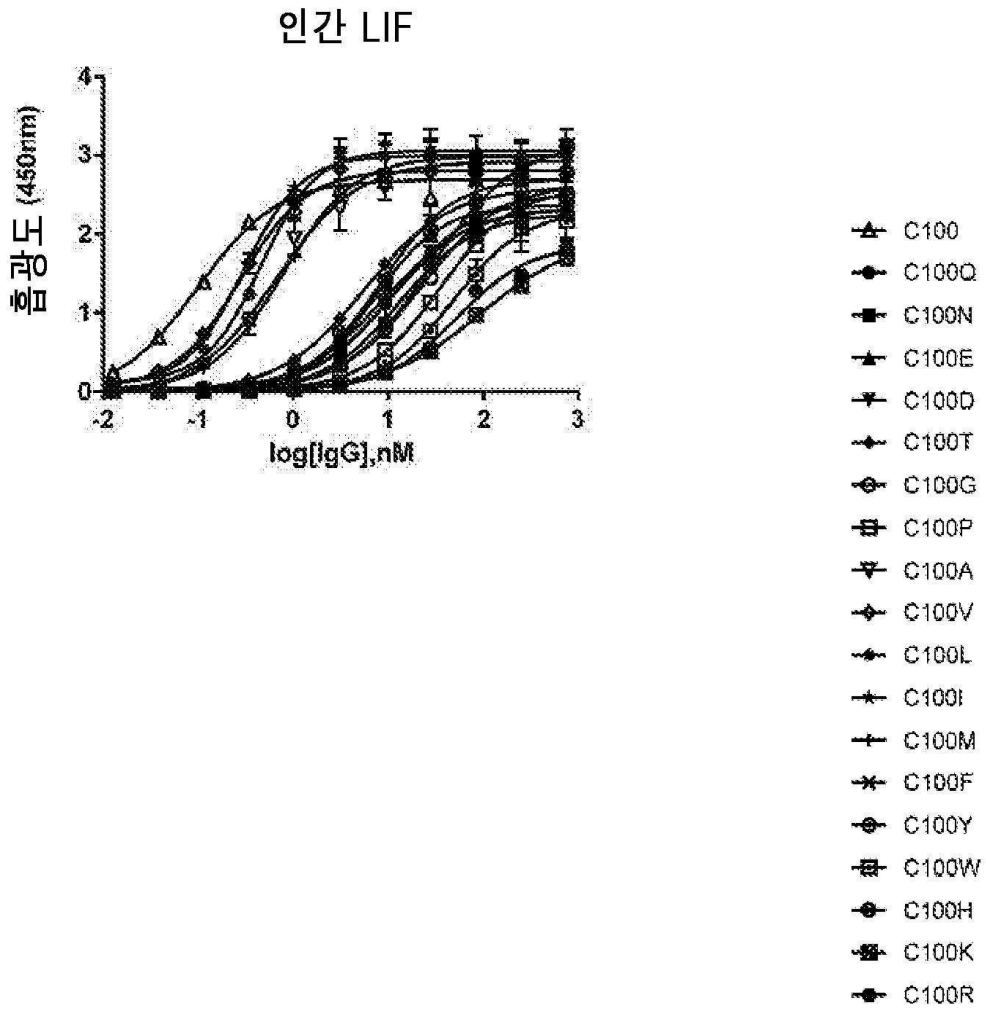 인간 LIF
흡광도 (450nm)
4
3
2
1
0
-2 -1 0 1 2 3
log[IgG],nM
C100
C100Q
C100N
C100E
C100D
C100T
C100G
C100P
C100A
C100V
C100L
C100I
C100M
C100F
C100Y
C100W
C100H
C100K
C100R